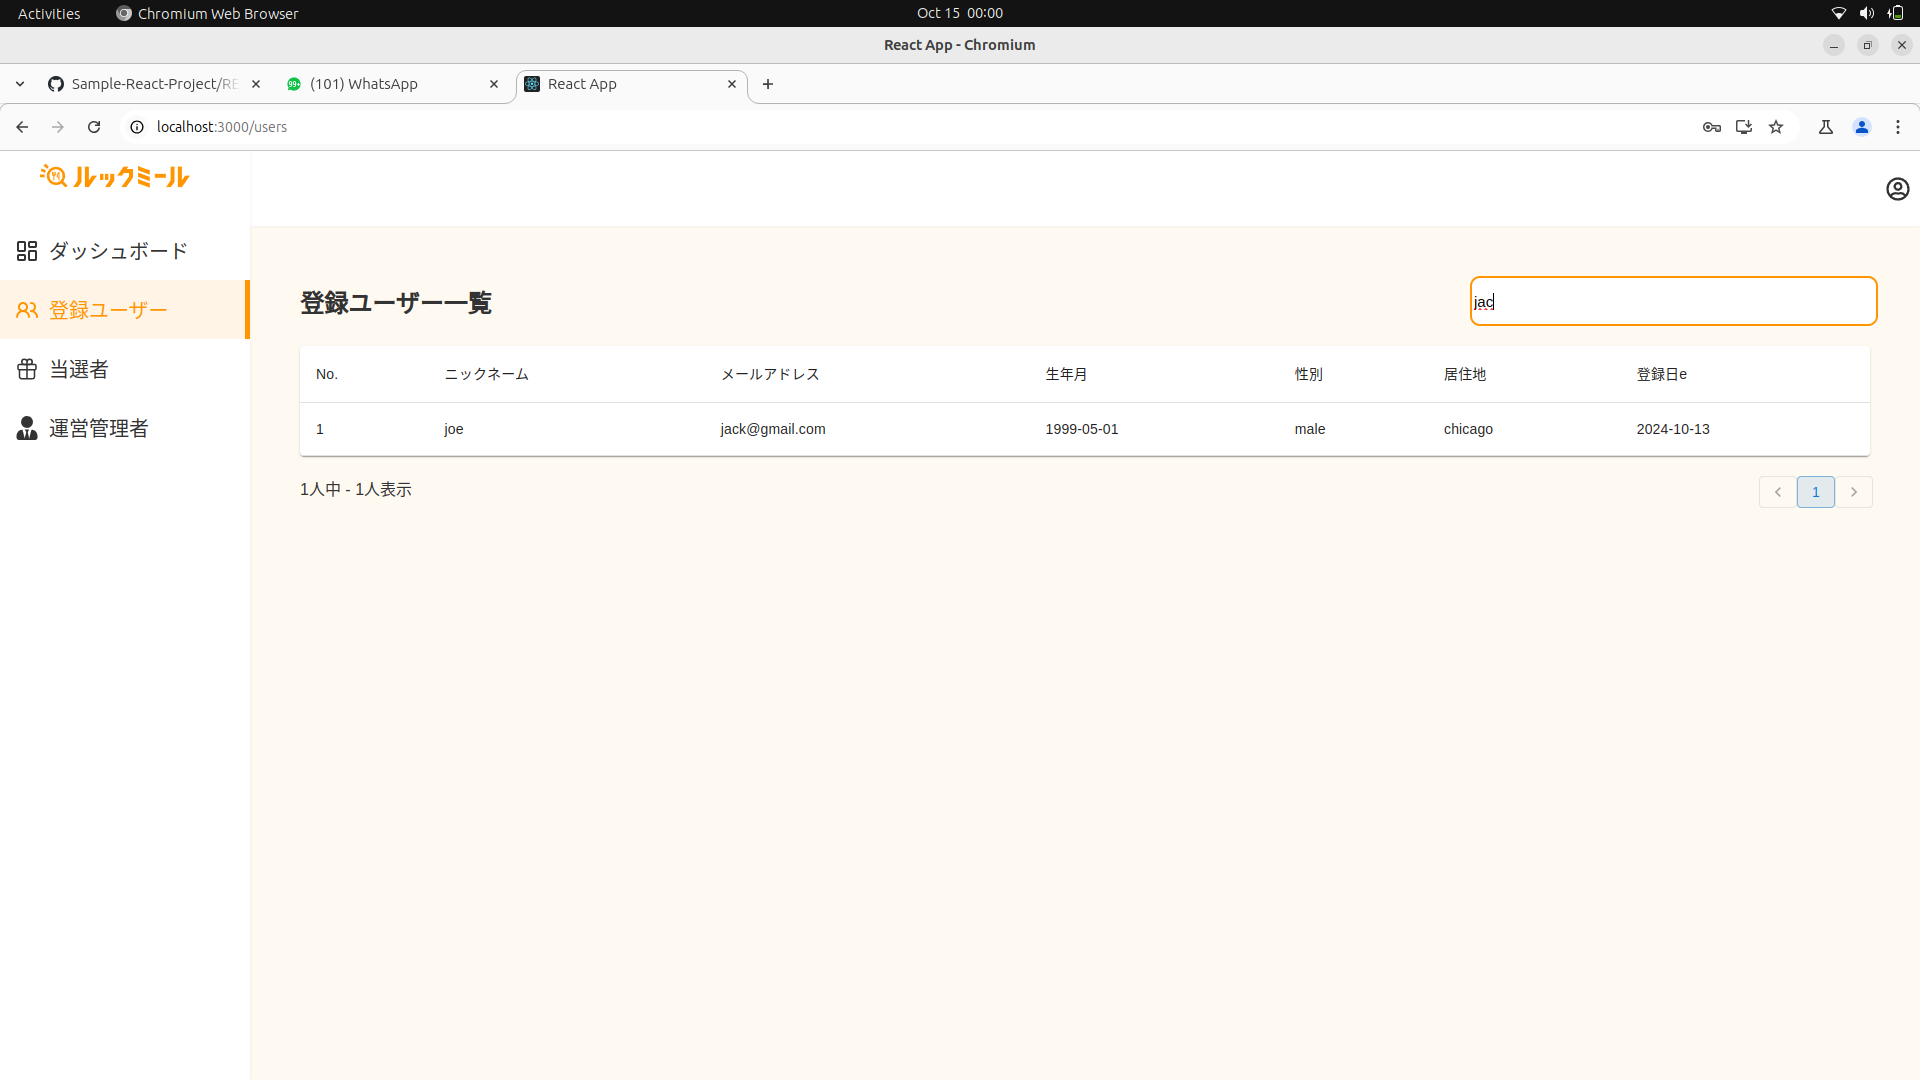 Activities
Chromium Web Browser
Oct 15 00:00
React App - Chromium
Sample-React-Project/RE
(101) WhatsApp
React App
localhost:3000/users
ルックミール
ダッシュボード
登録ユーザー
当選者
運営管理者
登録ユーザー一覧
jac
No. ニックネーム メールアドレス 生年月 性別 居住地 登録日e
1 joe jack@gmail.com 1999-05-01 male chicago 2024-10-13
1人中 - 1人表示
1